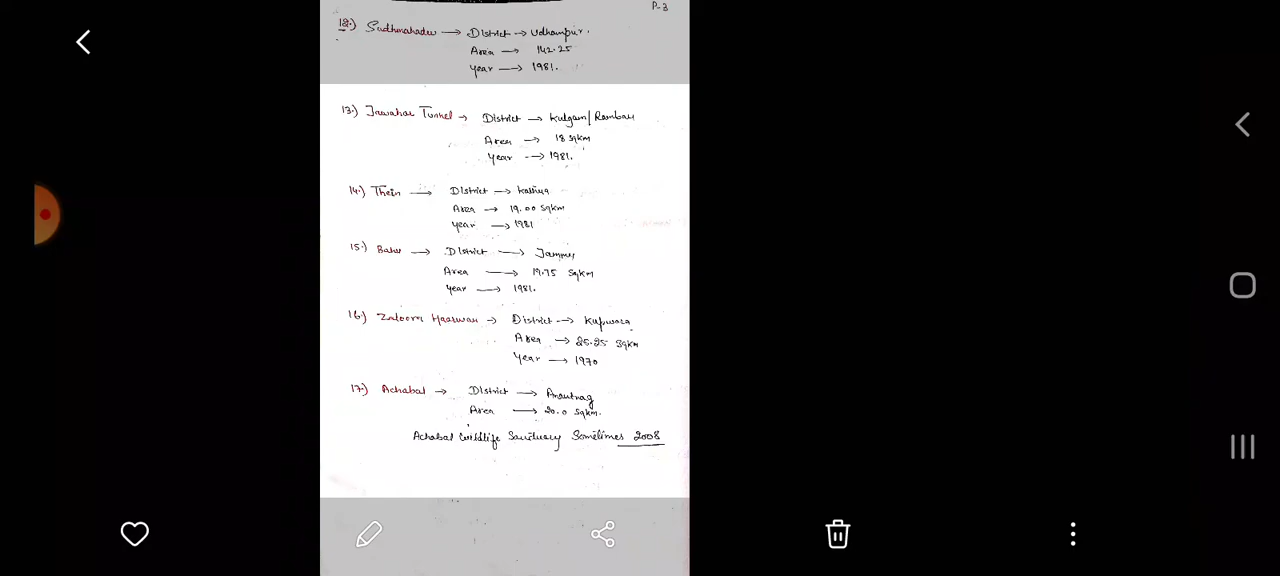 P-3
12.) Sudhmahadev → District → Udhampur.
Area → 142.25
Year → 1981.
13.) Jawahar Tunnel → District → Kulgam/Ramban
Area → 18 sqkm
Year → 1981.
14.) Thein → District → Kathua
Area → 19.00 sqkm
Year → 1981
15.) Bahu → District → Jammu
Area → 19.75 sqkm
Year → 1981.
16.) Haarwan → District → Kupwara
Area → 25.25 sqkm
Year → 1970
17.) Achabal → District → Anantnag
Area → 20.0 sqkm.
Achabal Wildlife Sanctuary Sometimes 2008